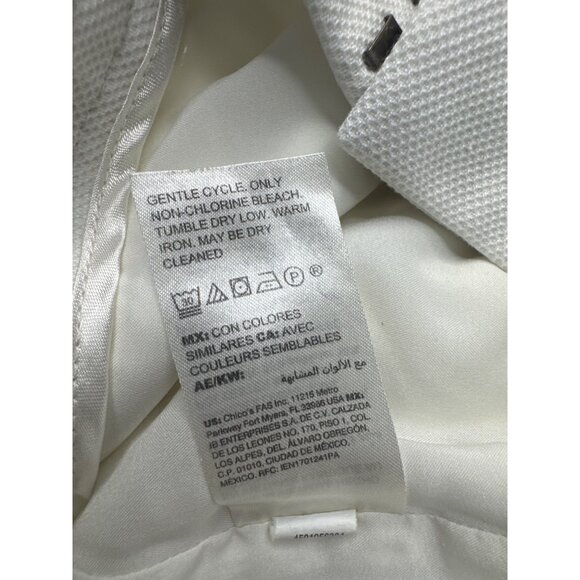 GENTLE CYCLE. ONLY
NON-CHLORINE BLEACH.
TUMBLE DRY LOW. WARM
IRON. MAY BE DRY
CLEANED
30 P ®
MX: CON COLORES
SIMILARES CA: AVEC
COULEURS SEMBLABLES
AE/KW: مع الألوان المشابهة
US: Chico's FAS Inc. 11215 Metro
Parkway Fort Myers, FL 33966 USA MX:
IB ENTERPRISES S.A. DE C.V. CALZADA
DE LOS LEONES NO. 170, PISO 1, COL.
LOS ALPES, DEL. ÁLVARO OBREGÓN,
C.P. 01010. CIUDAD DE MÉXICO.
MÉXICO. RFC: IEN1701241PA